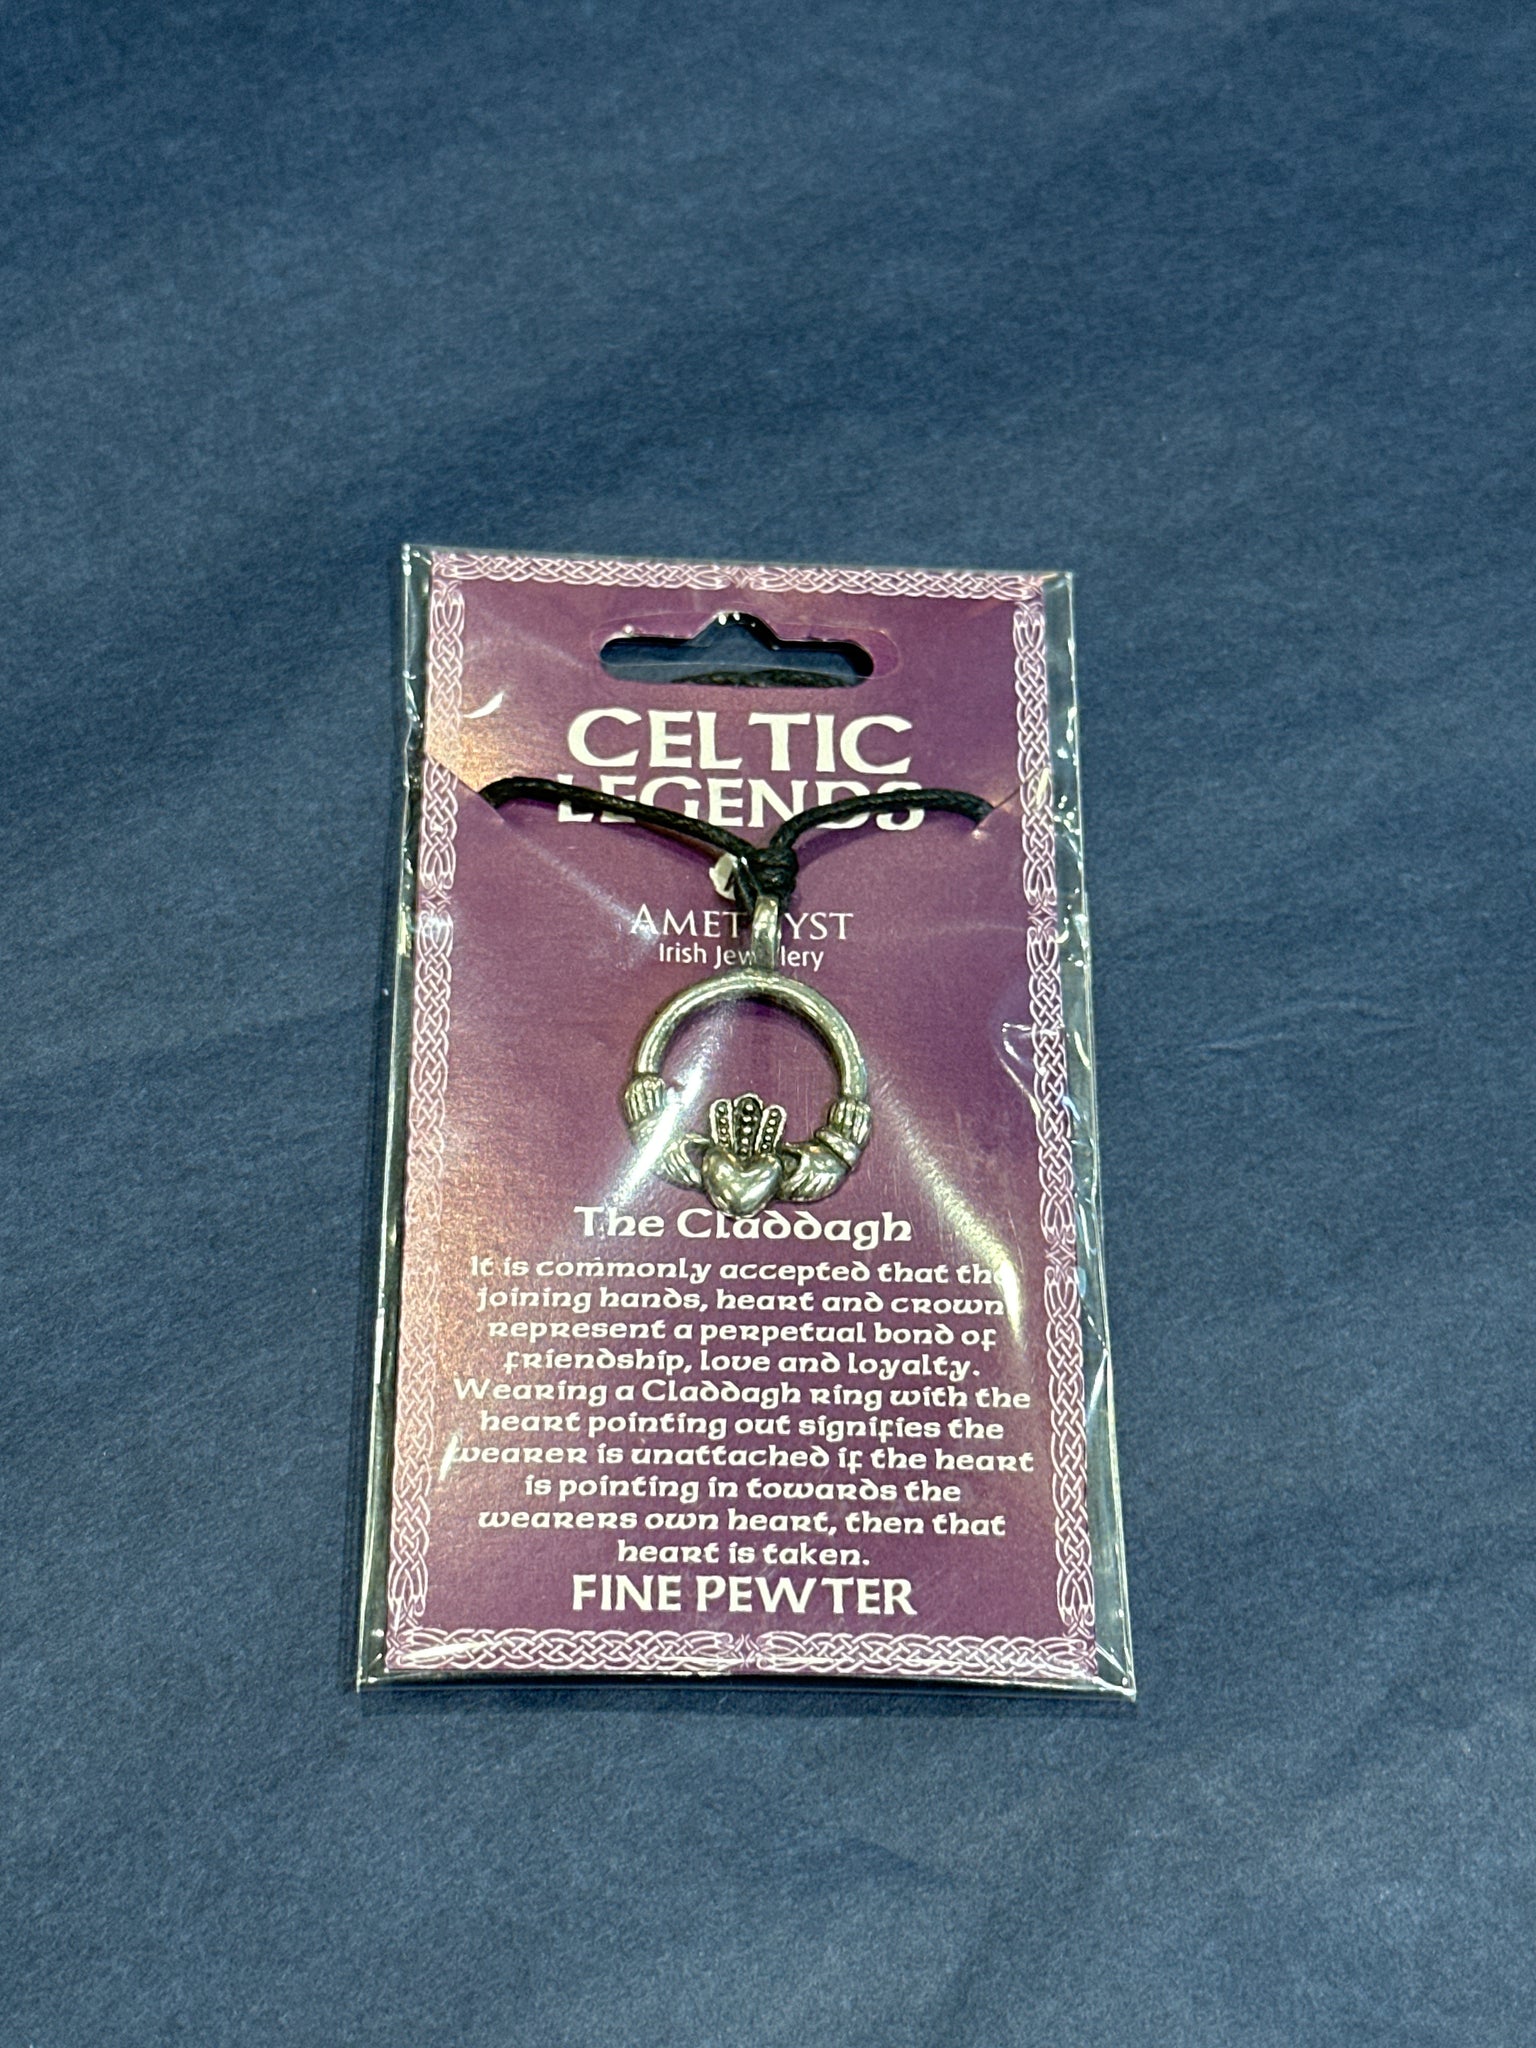 CELTIC
LEGENDS
AMETHYST
Irish Jewellery
The Claddagh
It is commonly accepted that the
joining hands, heart and crown
represent a perpetual bond of
friendship, love and loyalty.
Wearing a Claddagh ring with the
heart pointing out signifies the
wearer is unattached if the heart
is pointing in towards the
wearers own heart, then that
heart is taken.
FINE PEWTER